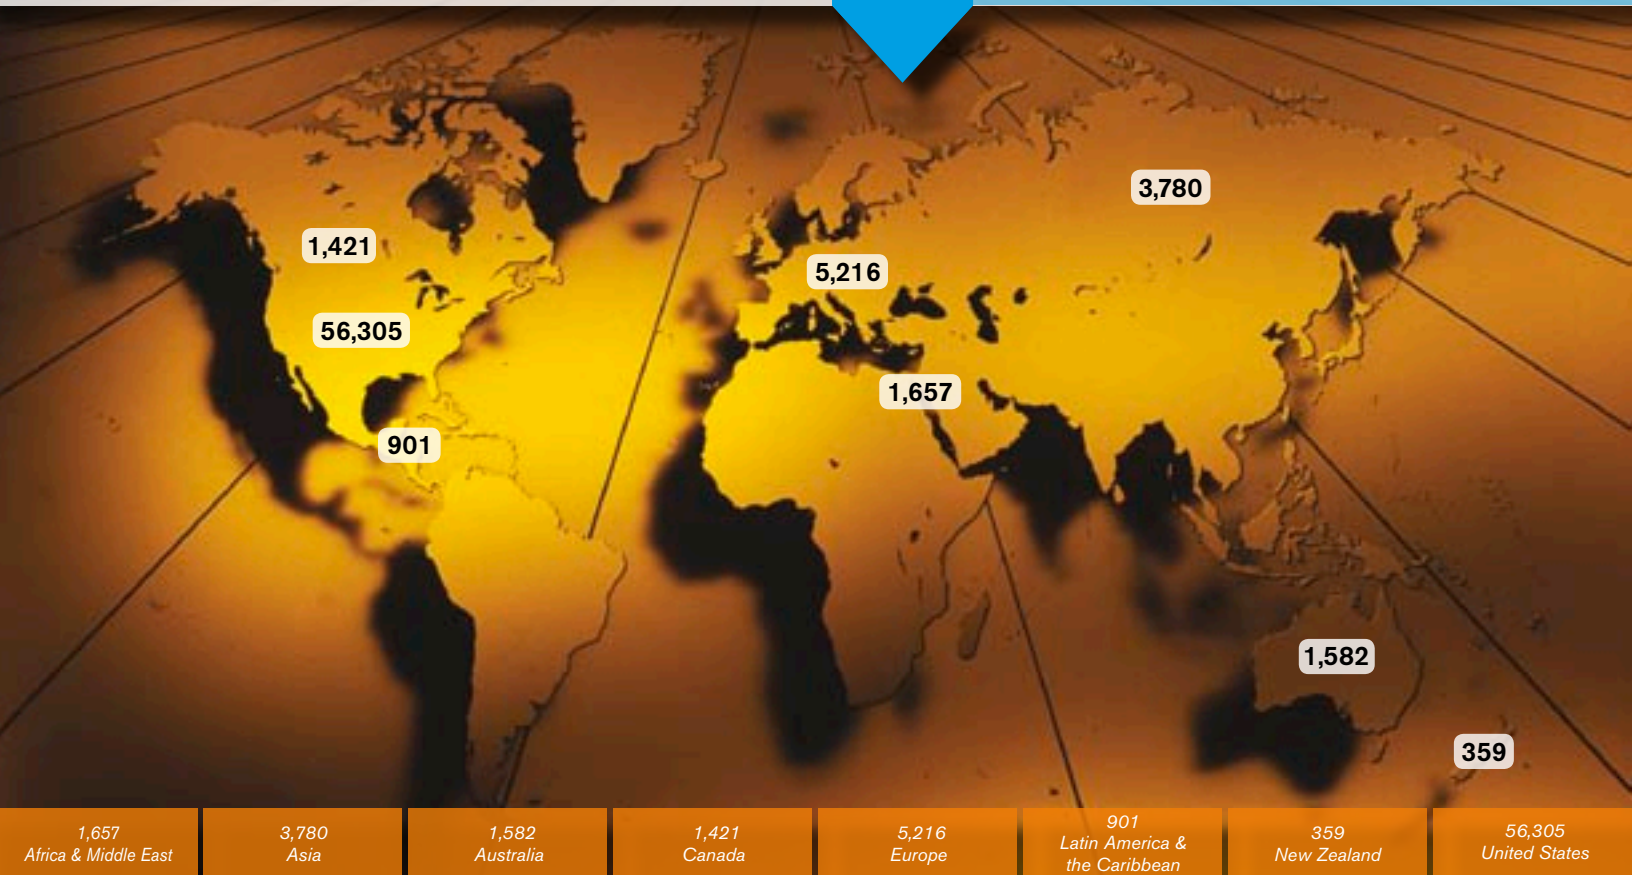 3,780
1,421
5,216
56,305
1,657
901
1,582
359
1,657
Africa & Middle East
3,780
Asia
1,582
Australia
1,421
Canada
5,216
Europe
901
Latin America &
the Caribbean
359
New Zealand
56,305
United States